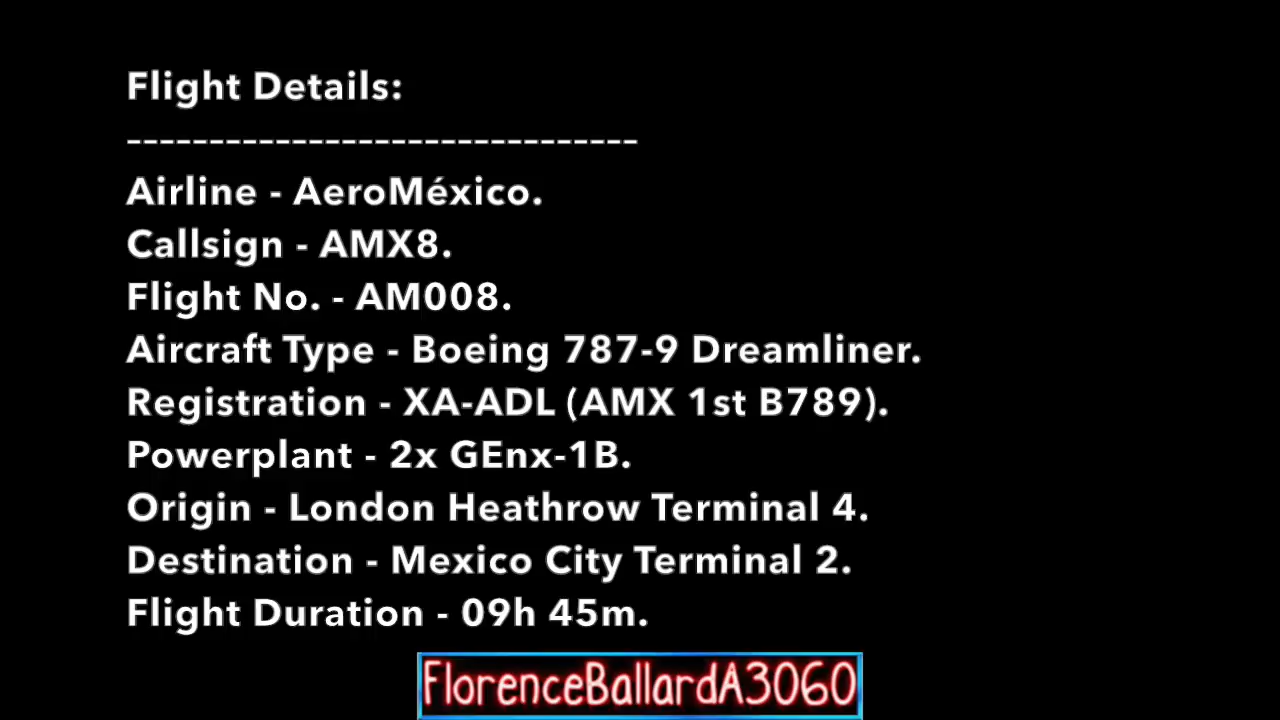 Flight Details:
-------------------------------
Airline - AeroMéxico.
Callsign - AMX8.
Flight No. - AM008.
Aircraft Type - Boeing 787-9 Dreamliner.
Registration - XA-ADL (AMX 1st B789).
Powerplant - 2x GEnx-1B.
Origin - London Heathrow Terminal 4.
Destination - Mexico City Terminal 2.
Flight Duration - 09h 45m.
FlorenceBallardA3060